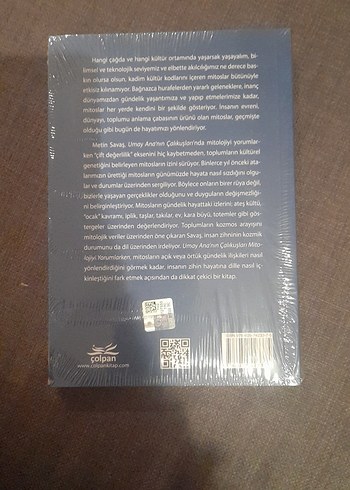 Hangi çağda ve hangi kültür ortamında yaşarsak yaşayalım, bi-
limsel ve teknolojik seviyemiz ve elbette akılcılığımız ne derece bas-
kın olursa olsun, kadim kültür kodlarını içeren mitoslar bütünüyle
etkisiz kılınamıyor. Bağnazca hurafelerden yararlı geleneklere, inanç
dünyamızdan gündelik yaşantımıza ve yapıp etmelerimize kadar,
mitoslar her yerde kendini bir şekilde gösteriyor. İnsanın evreni,
dünyayı, toplumu anlama çabasının ürünü olan mitoslar, geçmişte
olduğu gibi bugün de hayatımızı yönlendiriyor.
Metin Savaş, Umay Ana'nın Çalıkuşları'nda mitolojiyi yorumlar-
ken "çift değerlilik" eksenini hiç kaybetmeden, toplumların kültürel
genetiğini belirleyen mitosların izini sürüyor. Binlerce yıl önceki ata-
larımızın ürettiği mitosların günümüzde hayata nasıl sızdığını olgu-
lar ve durumlar üzerinden sergiliyor. Böylece onların birer rüya değil,
bizlerle yaşayan gerçeklikler olduğunu ve duyguların değişmediği-
ni belirginleştiriyor. Mitosların gündelik hayattaki izlerini; ateş kültü,
"ocak" kavramı, iplik, taşlar, takılar, ev, kara büyü, totemler gibi gös-
tergeler üzerinden değerlendiriyor. Toplumların kozmos arayışını
mitolojik veriler üzerinden öne çıkaran Savaş, insan zihninin kozmik
durumunu da dil üzerinden irdeliyor. Umay Ana'nın Çalıkuşları Mito-
lojiyi Yorumlarken, mitosların açık veya örtük gündelik ilişkileri nasıl
yönlendirdiğini görmek kadar, insanın zihin hayatına dille nasıl iç-
kinleştiğini fark etmek açısından da dikkat çekici bir kitap.
çolpan
www.colpankitap.com